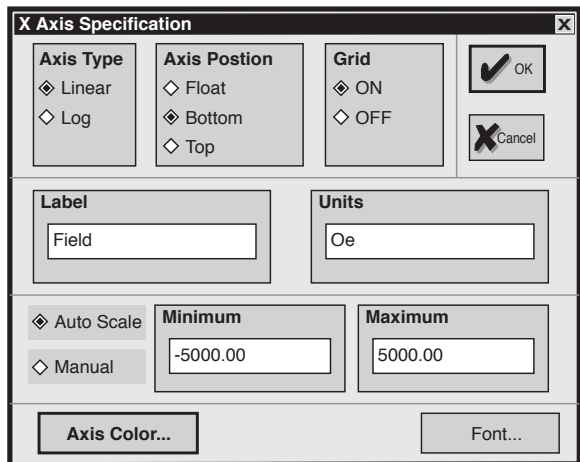 X Axis Specification
X
Axis Type
Linear
Log
Axis Postion
Float
Bottom
Top
Grid
ON
OFF
OK
Cancel
Label
Field
Units
Oe
Auto Scale
Manual
Minimum
-5000.00
Maximum
5000.00
Axis Color...
Font...